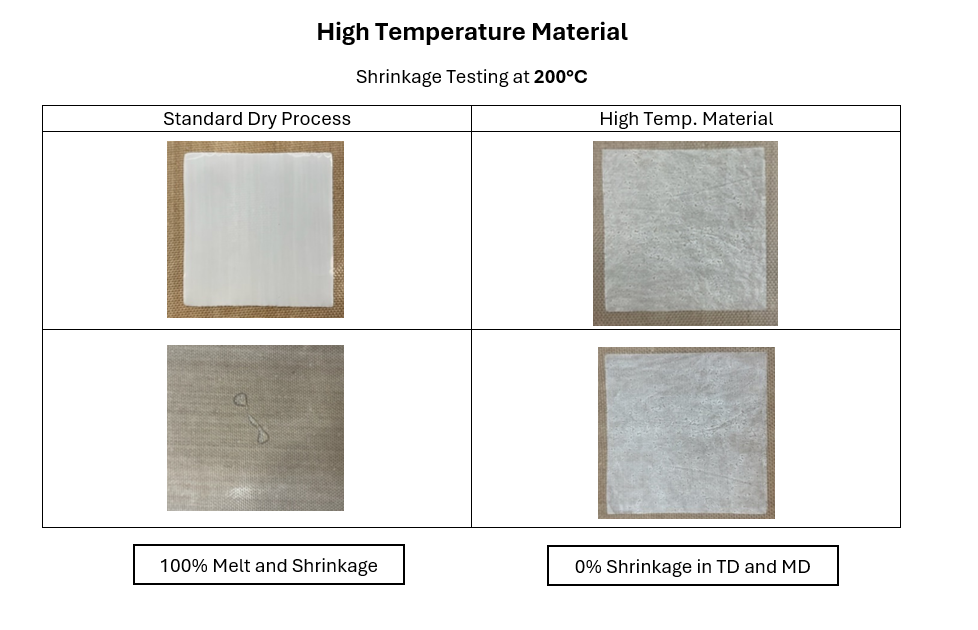 High Temperature Material
Shrinkage Testing at 200°C
Standard Dry Process
High Temp. Material
100% Melt and Shrinkage
0% Shrinkage in TD and MD